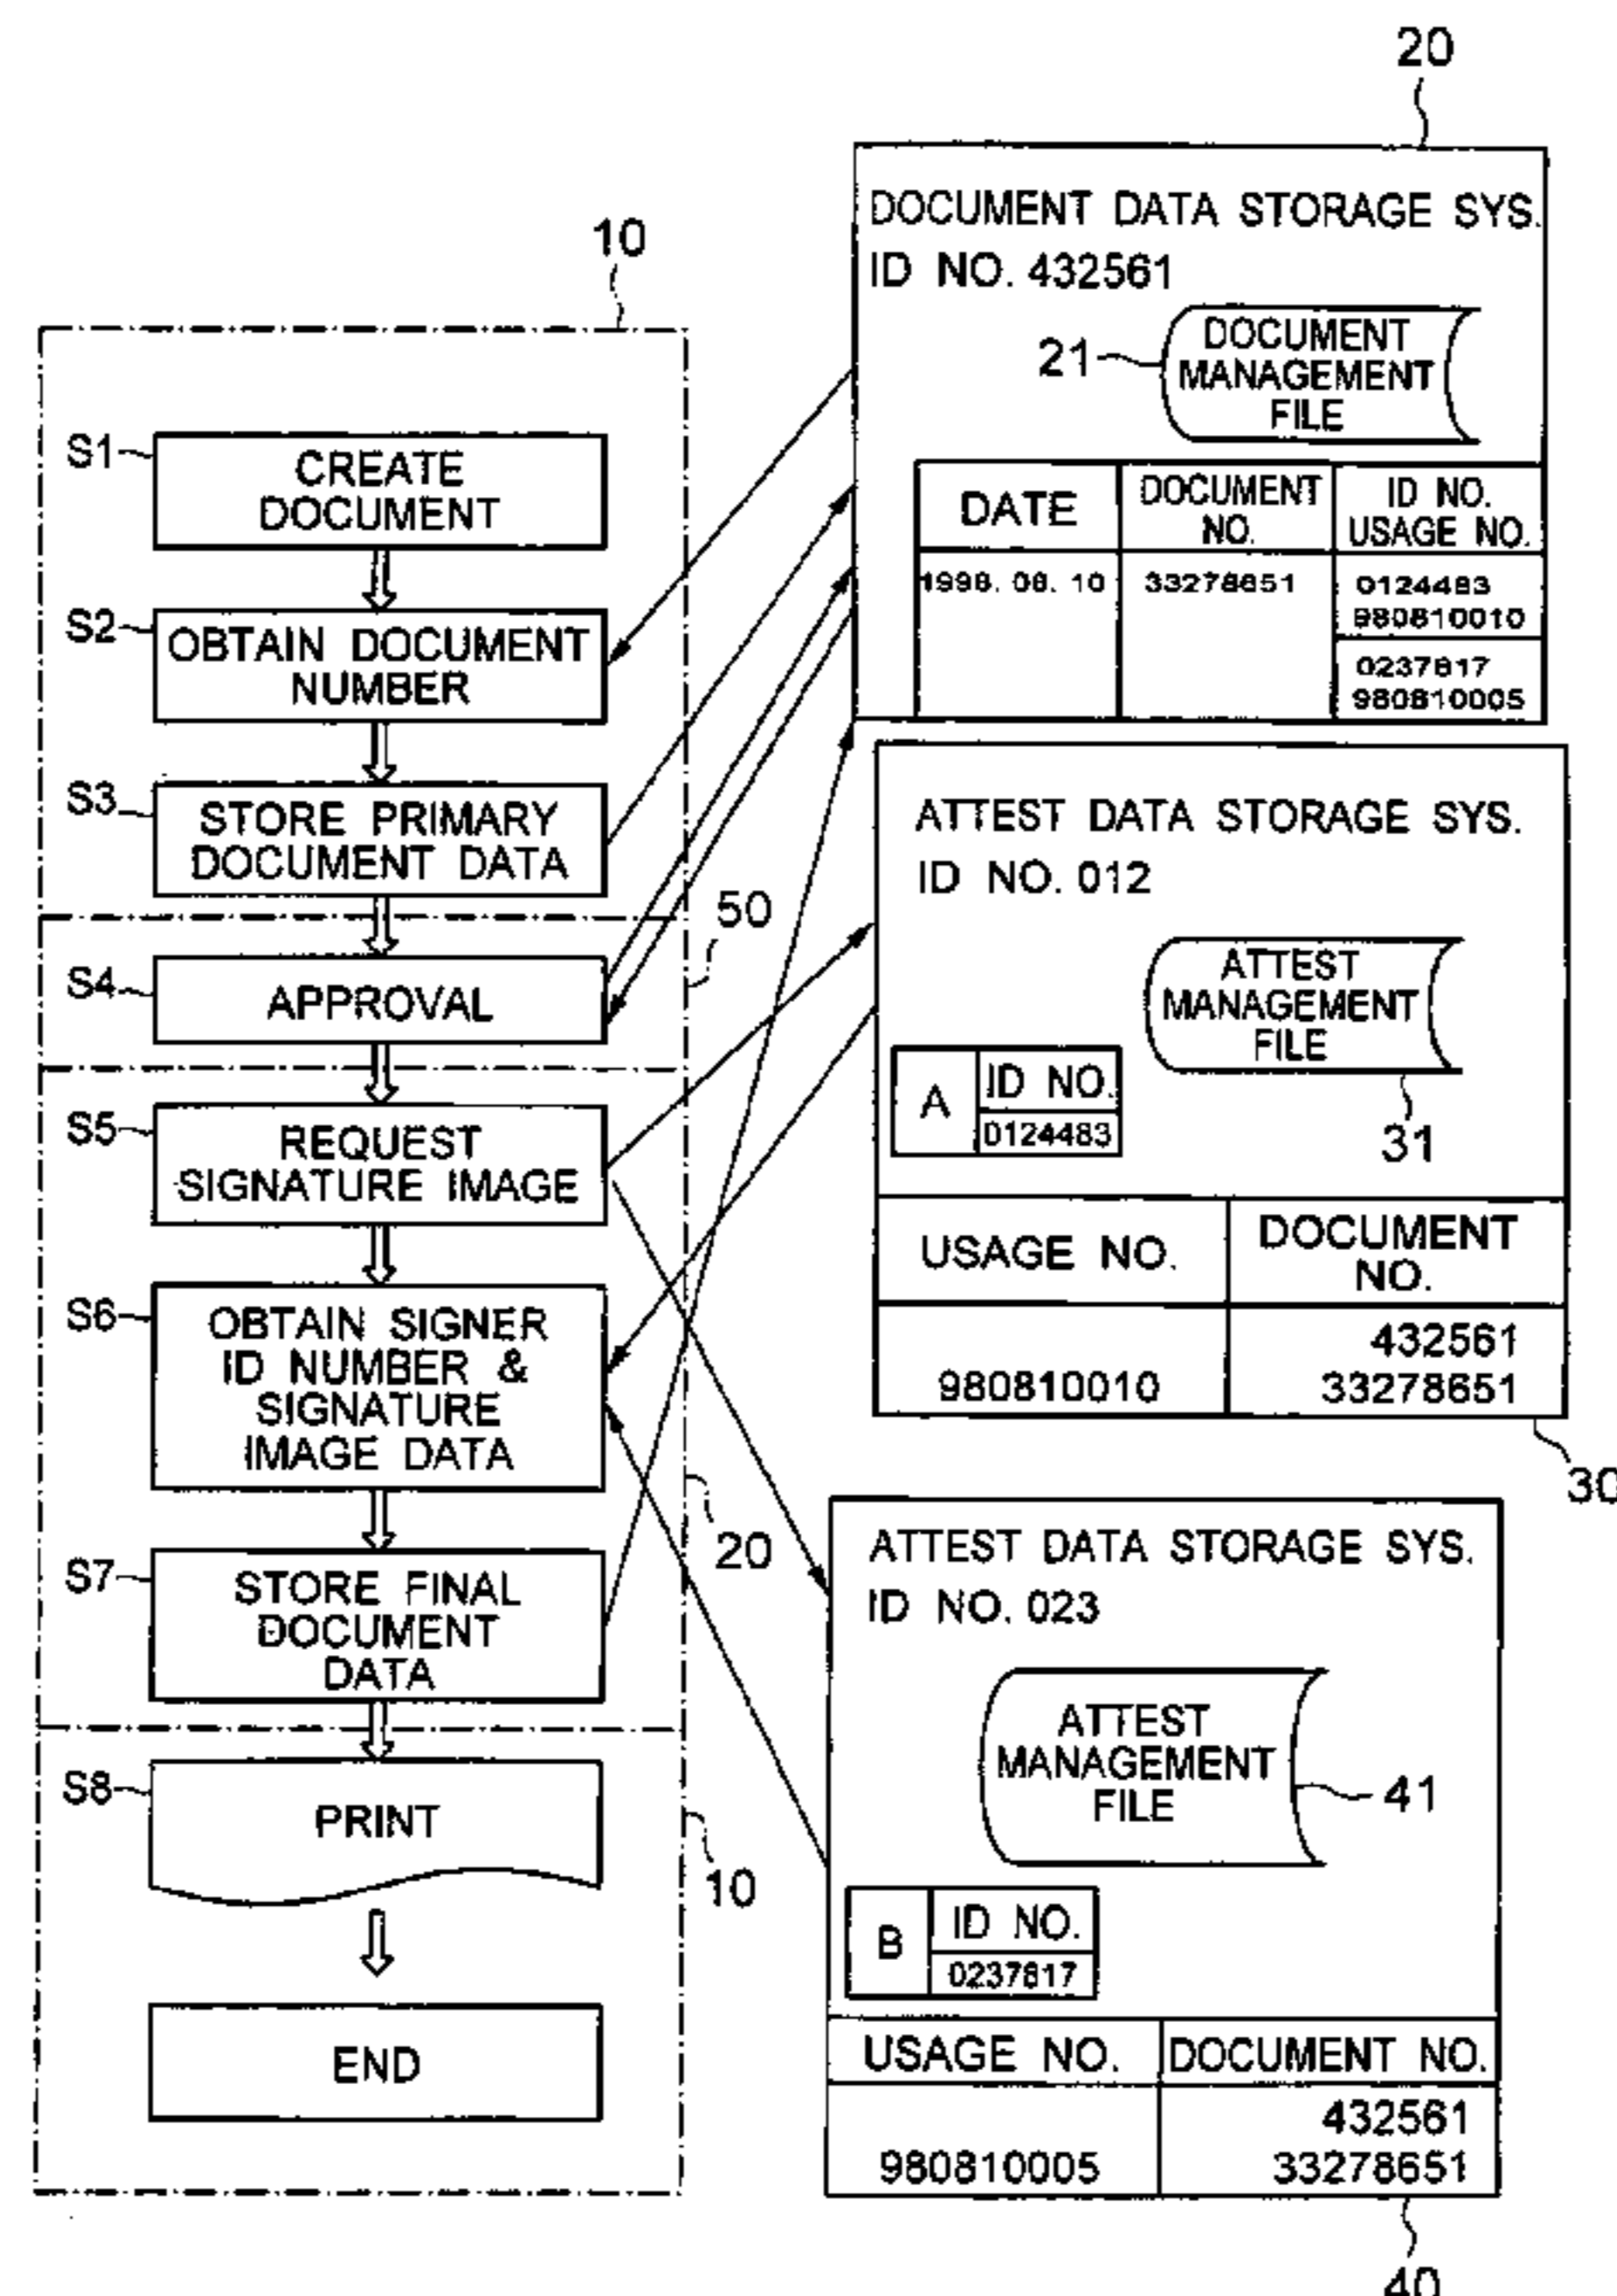 10
S1
CREATE
DOCUMENT
S2
OBTAIN DOCUMENT
NUMBER
S3
STORE PRIMARY
DOCUMENT DATA
50
S4
APPROVAL
S5
REQUEST
SIGNATURE IMAGE
S6
OBTAIN SIGNER
ID NUMBER &
SIGNATURE
IMAGE DATA
20
S7
STORE FINAL
DOCUMENT
DATA
S8
PRINT
10
END
20
DOCUMENT DATA STORAGE SYS.
ID NO. 432561
21
DOCUMENT
MANAGEMENT
FILE
DATE
DOCUMENT
NO.
ID NO.
USAGE NO.
33278651
0124483
980810010
0237817
980810005
ATTEST DATA STORAGE SYS.
ID NO. 012
ATTEST
MANAGEMENT
FILE
31
A
ID NO.
0124483
USAGE NO.
DOCUMENT
NO.
980810010
432561
33278651
30
ATTEST DATA STORAGE SYS.
ID NO. 023
ATTEST
MANAGEMENT
FILE
41
B
ID NO.
0237817
USAGE NO.
DOCUMENT NO.
980810005
432561
33278651
40